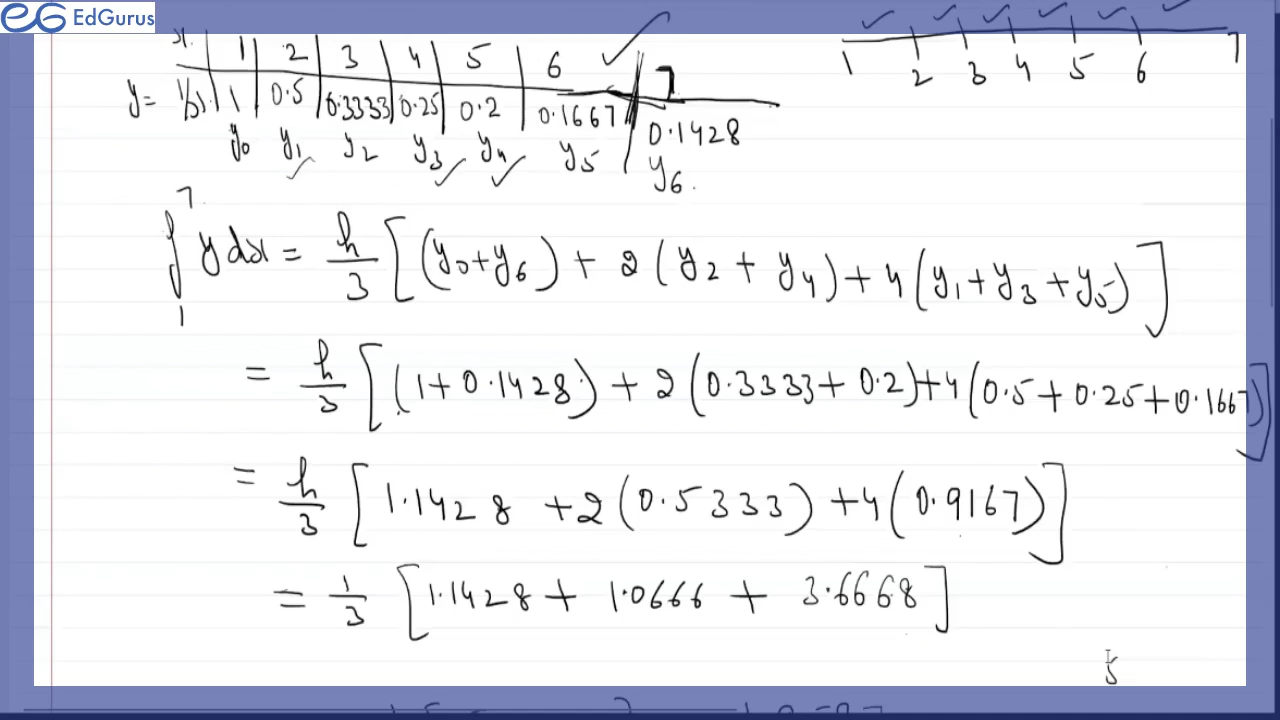 EdGurus
x 1 2 3 4 5 6 7
y = 1/x 1 0.5 0.3333 0.25 0.2 0.1667 0.1428
y₀ y₁ y₂ y₃ y₄ y₅ y₆
1 2 3 4 5 6 7
∫₁⁷ y dx = h/3 [(y₀+y₆) + 2(y₂ + y₄) + 4(y₁+y₃+y₅)]
= h/3 [(1+0.1428) + 2(0.3333+0.2)+4(0.5+0.25+0.1667)]
= h/3 [1.1428 +2(0.5333)+4(0.9167)]
= 1/3 [1.1428 + 1.0666 + 3.6668]
5